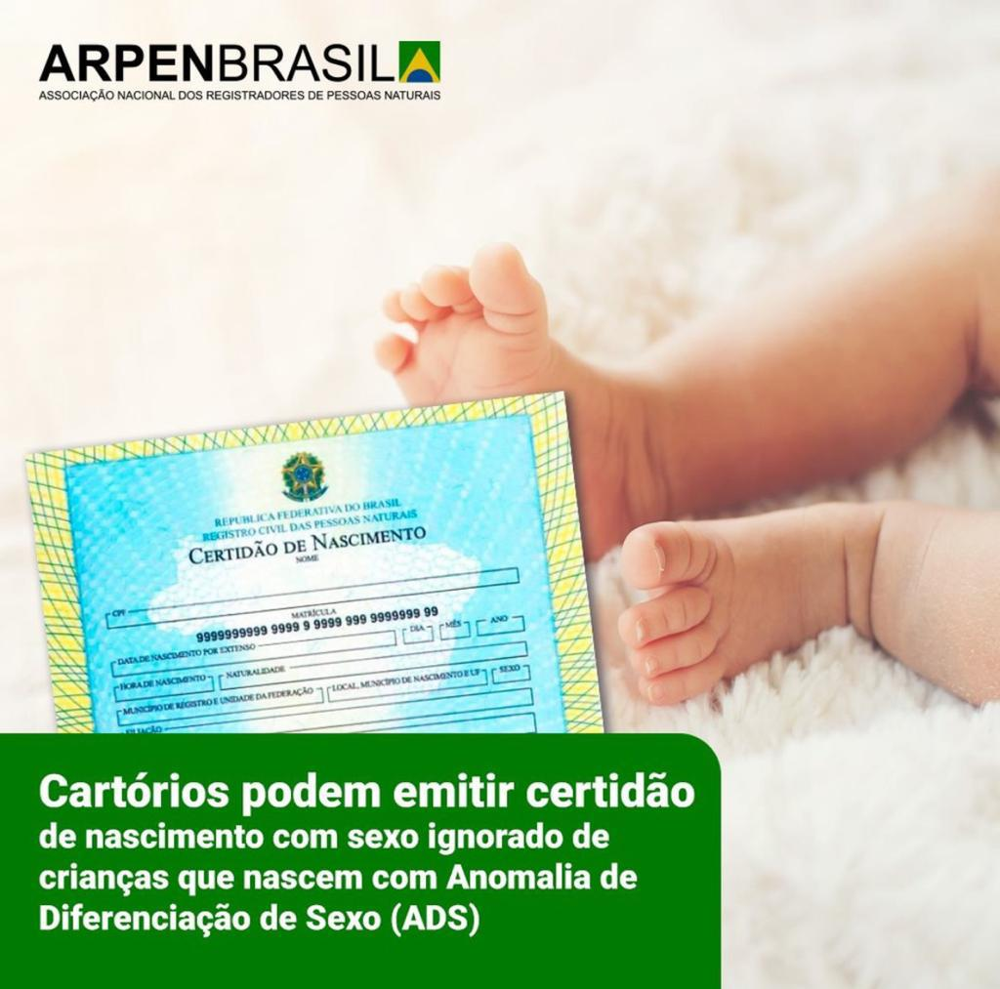 ARPENBRASIL
ASSOCIAÇÃO NACIONAL DOS REGISTRADORES DE PESSOAS NATURAIS
REPÚBLICA FEDERATIVA DO BRASIL
REGISTRO CIVIL DAS PESSOAS NATURAIS
CERTIDÃO DE NASCIMENTO
NOME
CPF
MATRÍCULA
9999999999 9999 9 9999 999 9999999 99
DATA DE NASCIMENTO POR EXTENSO DIA MÊS ANO
HORA DE NASCIMENTO NATURALIDADE
MUNICÍPIO DE REGISTRO E UNIDADE DA FEDERAÇÃO LOCAL, MUNICÍPIO DE NASCIMENTO E UF SEXO
FILIAÇÃO
Cartórios podem emitir certidão
de nascimento com sexo ignorado de
crianças que nascem com Anomalia de
Diferenciação de Sexo (ADS)